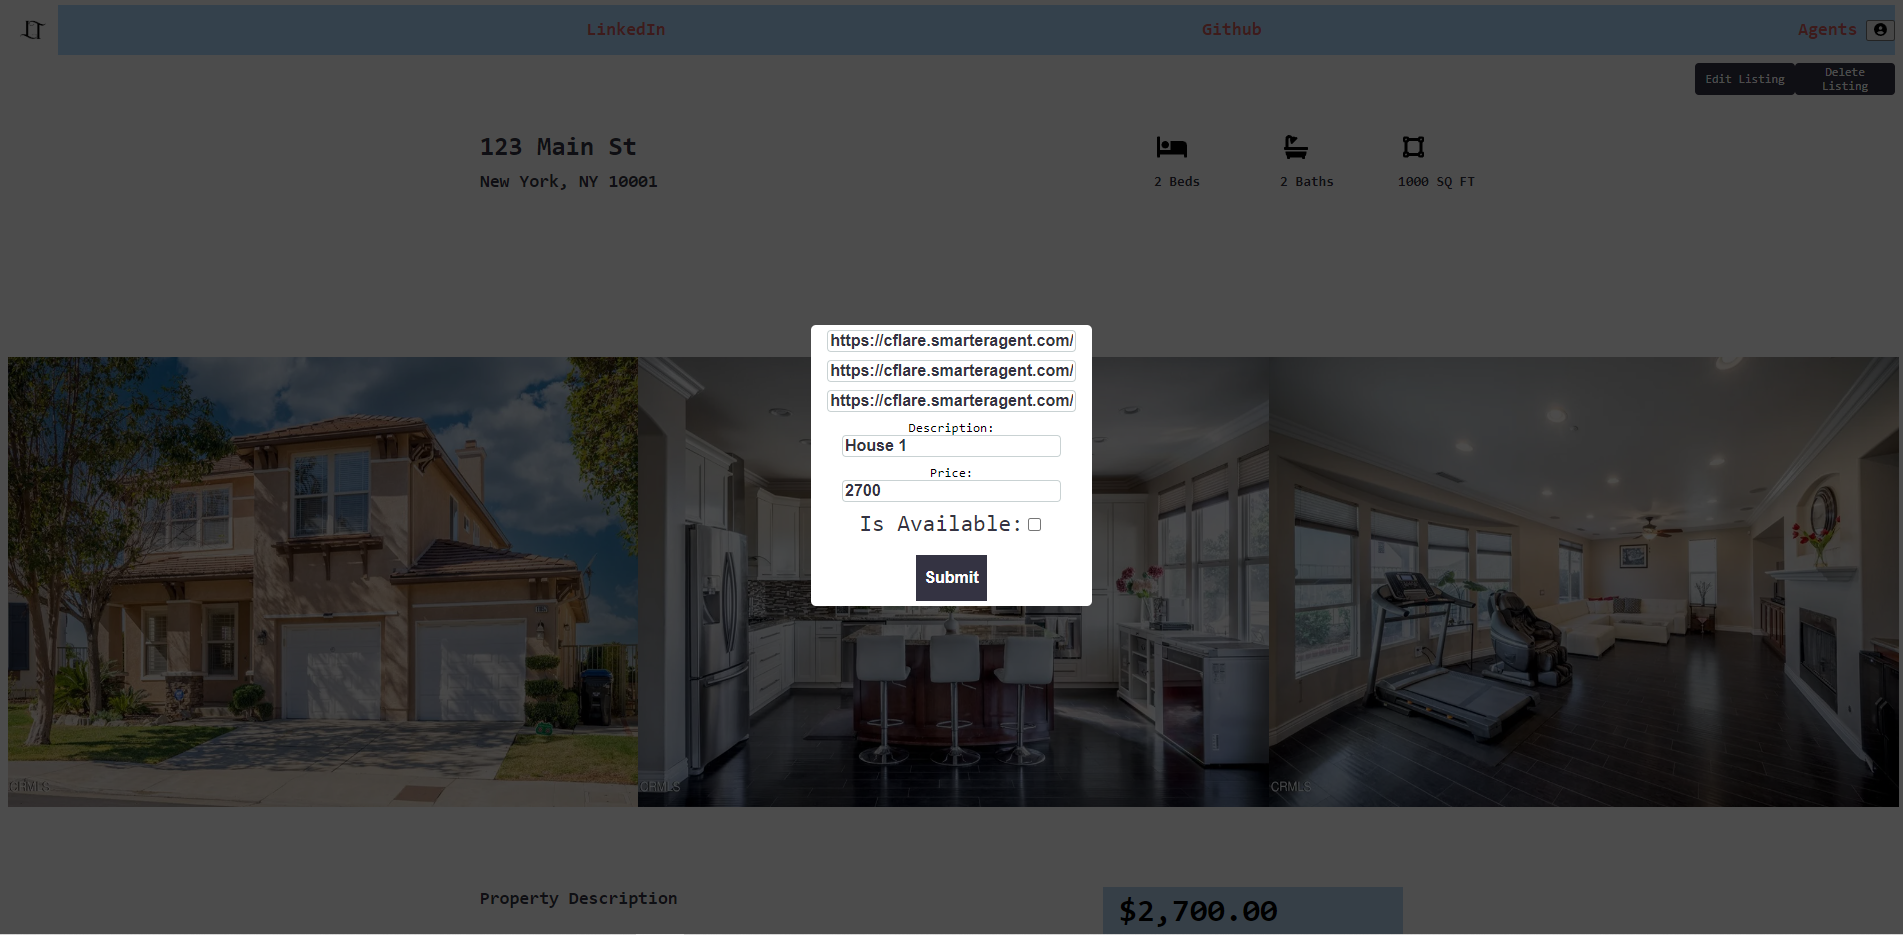 LinkedIn
Github
Agents
Edit Listing
Delete
Listing
123 Main St
New York, NY 10001
2 Beds
2 Baths
1000 SQ FT
https://cflare.smarteragent.com/
https://cflare.smarteragent.com/
https://cflare.smarteragent.com/
Description:
House 1
Price:
2700
Is Available:
Submit
CRMLS
CRMLS
CRMLS
Property Description
$2,700.00